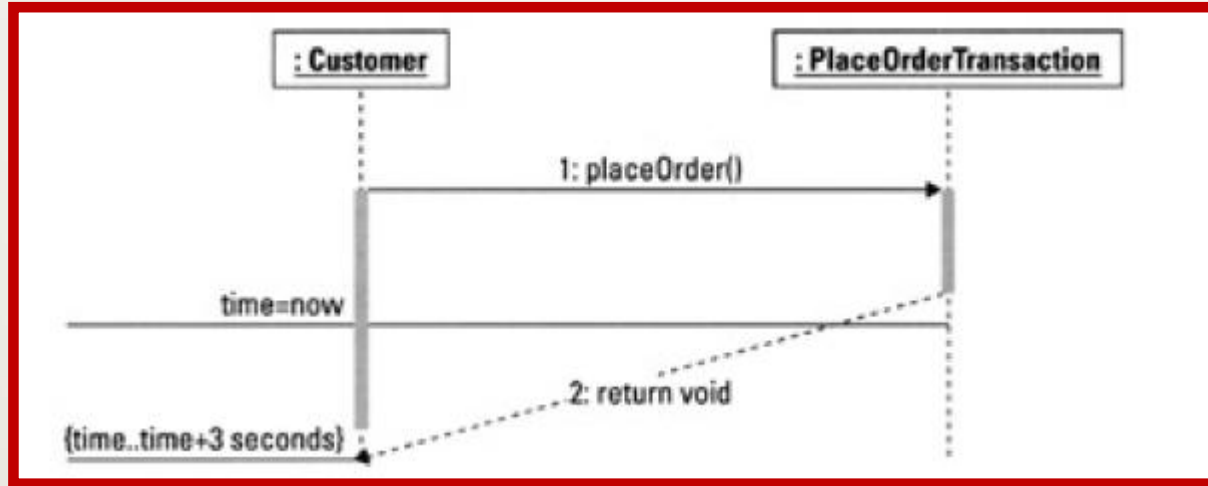 : Customer
: PlaceOrderTransaction
1: placeOrder()
time=now
2: return void
{time..time+3 seconds}